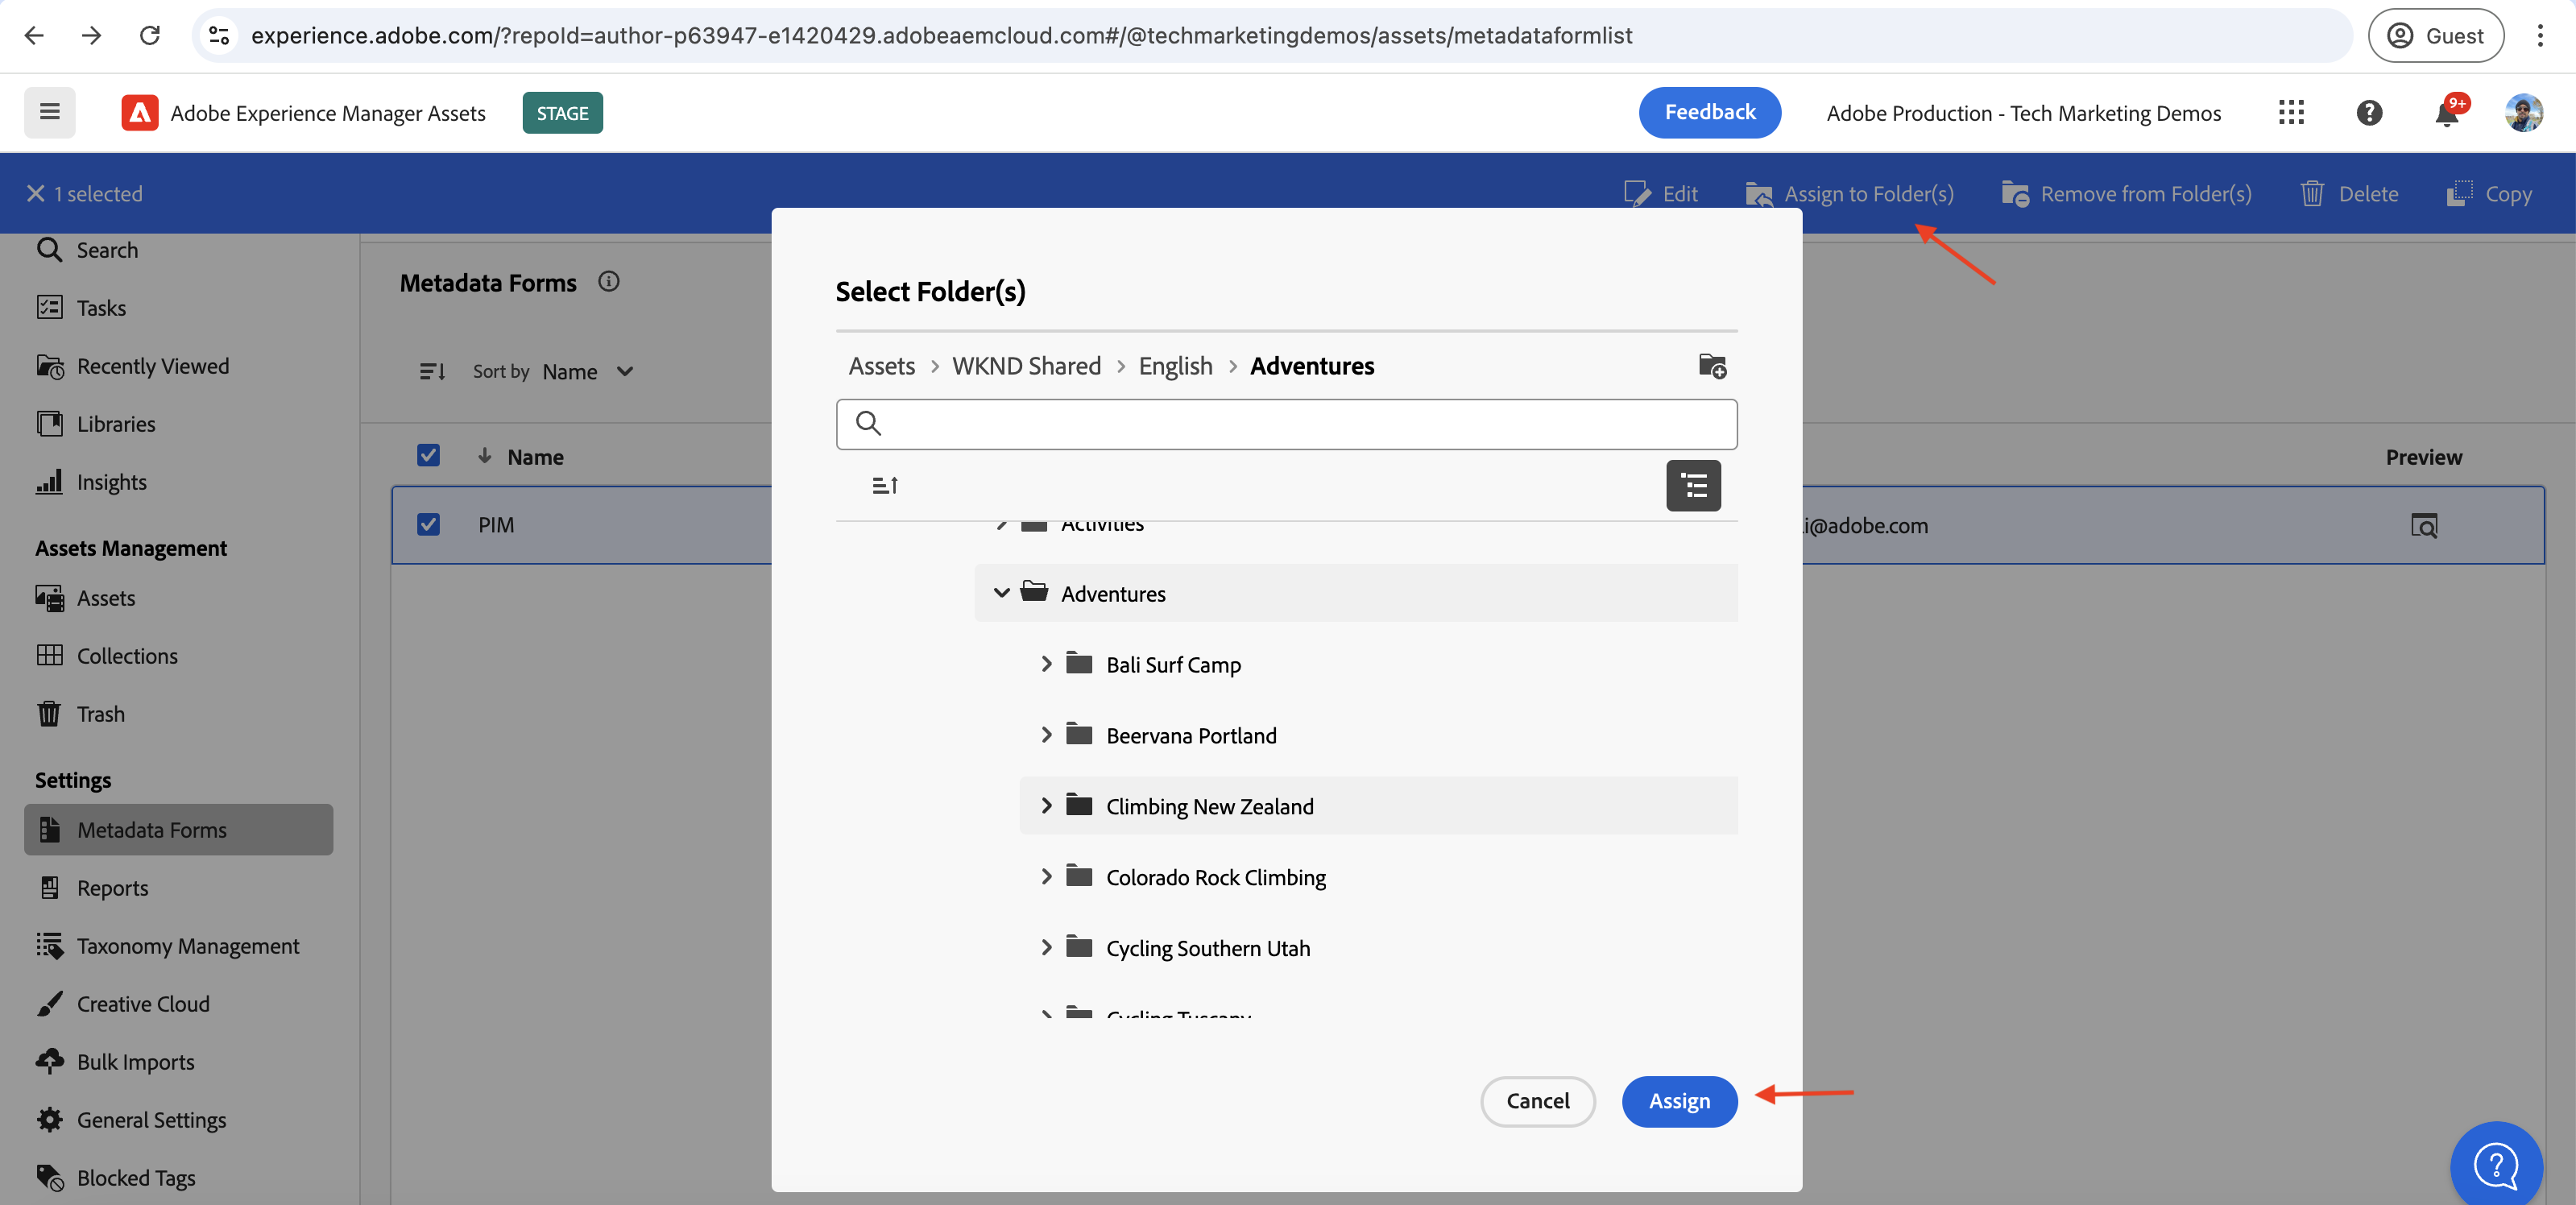 experience.adobe.com/?repoId=author-p63947-e1420429.adobeaemcloud.com#/@techmarketingdemos/assets/metadataformlist
Guest
Adobe Experience Manager Assets
STAGE
Feedback
Adobe Production - Tech Marketing Demos
9+
1 selected
Edit
Assign to Folder(s)
Remove from Folder(s)
Delete
Copy
Search
Tasks
Recently Viewed
Libraries
Insights
Assets Management
Assets
Collections
Trash
Settings
Metadata Forms
Reports
Taxonomy Management
Creative Cloud
Bulk Imports
General Settings
Blocked Tags
Metadata Forms
Sort by Name
Name
Preview
PIM
i@adobe.com
Select Folder(s)
Assets > WKND Shared > English > Adventures
Activities
Adventures
Bali Surf Camp
Beervana Portland
Climbing New Zealand
Colorado Rock Climbing
Cycling Southern Utah
Cycling Tuscany
Cancel
Assign